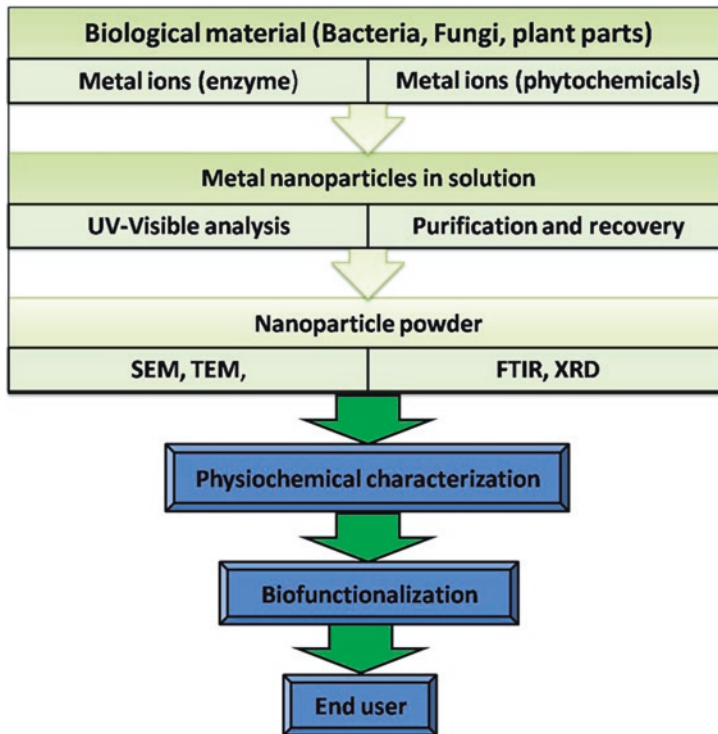 Biological material (Bacteria, Fungi, plant parts)
Metal ions (enzyme)
Metal ions (phytochemicals)
Metal nanoparticles in solution
UV-Visible analysis
Purification and recovery
Nanoparticle powder
SEM, TEM,
FTIR, XRD
Physiochemical characterization
Biofunctionalization
End user